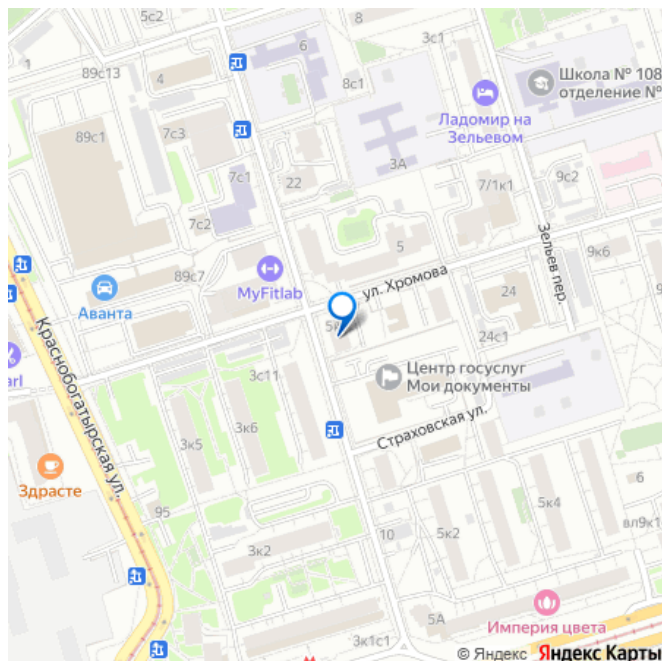 5с2
8
3с1
1
89с13
4
6
8с1
Школа № 108
отделение №
Ладомир на
Зельевом
89с1
7с3
3А
7с1
22
7/1к1
9с2
7с2
5
Зельев пер.
9к6
ул. Хромова
89с7
MyFitlab
Аванта
24
24с1
arl
Краснобогатырская ул.
3с11
Центр госуслуг
Мои документы
3к5
3к6
Страховская ул.
Здрасте
95
5к4
6
5к2
вл9к1
10
3к2
5А
Империя цвета
3к1с1
© Яндекс Яндекс Карты